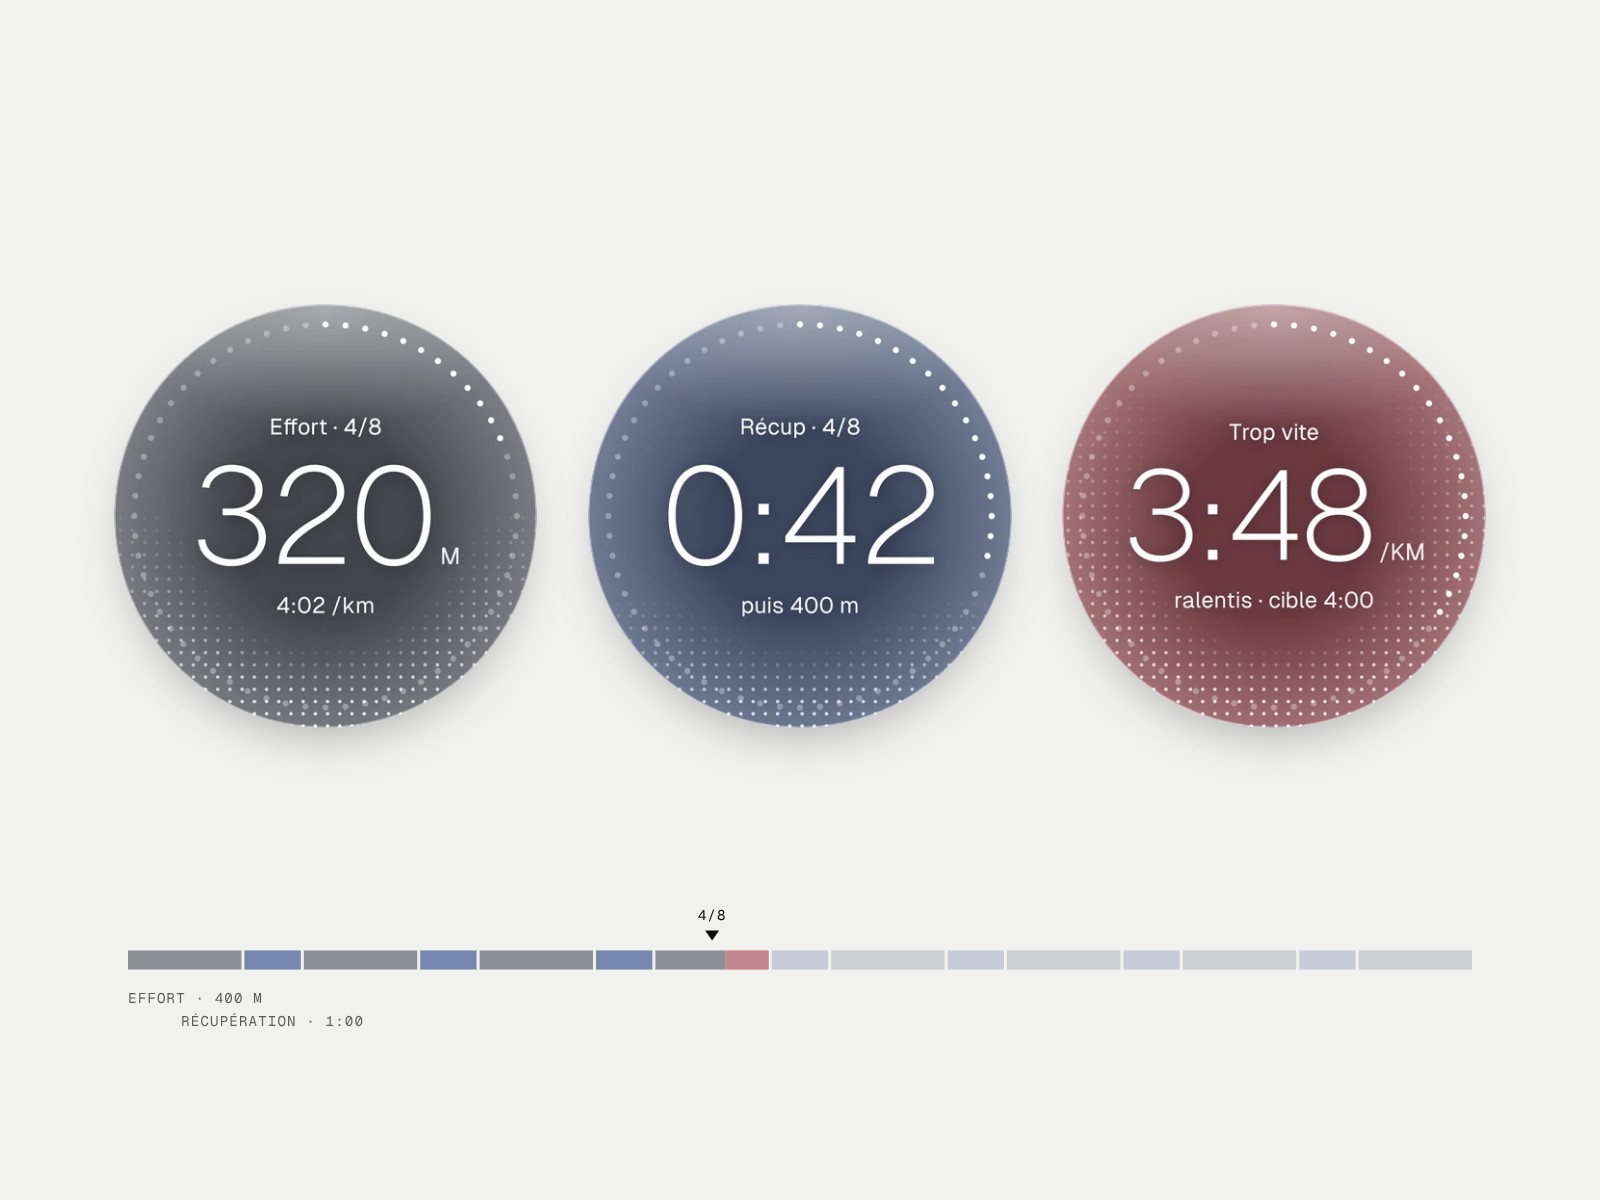 Effort · 4/8
320 M
4:02 /km
Récup · 4/8
0:42
puis 400 m
Trop vite
3:48 /KM
ralentis · cible 4:00
4/8
EFFORT · 400 M
RÉCUPÉRATION · 1:00